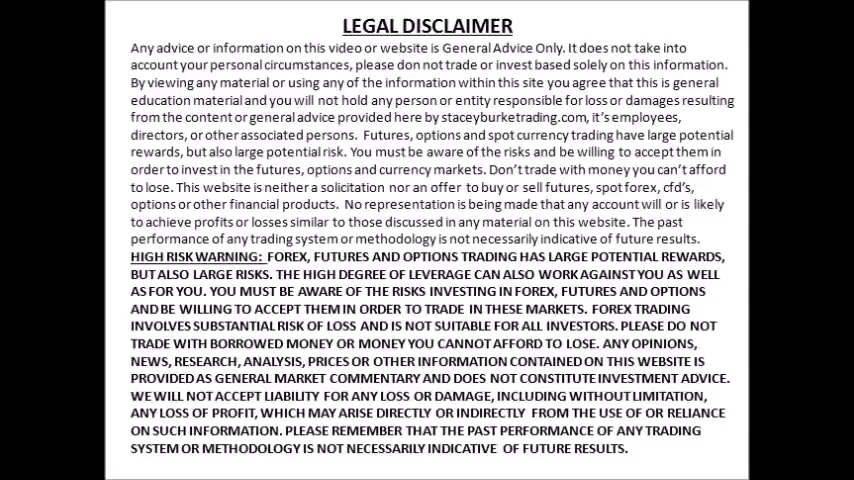 LEGAL DISCLAIMER
Any advice or information on this video or website is General Advice Only. It does not take into
account your personal circumstances, please don not trade or invest based solely on this information.
By viewing any material or using any of the information within this site you agree that this is general
education material and you will not hold any person or entity responsible for loss or damages resulting
from the content or general advice provided here by staceyburketrading.com, it's employees,
directors, or other associated persons. Futures, options and spot currency trading have large potential
rewards, but also large potential risk. You must be aware of the risks and be willing to accept them in
order to invest in the futures, options and currency markets. Don't trade with money you can't afford
to lose. This website is neither a solicitation nor an offer to buy or sell futures, spot forex, cfd's,
options or other financial products. No representation is being made that any account will or is likely
to achieve profits or losses similar to those discussed in any material on this website. The past
performance of any trading system or methodology is not necessarily indicative of future results.
HIGH RISK WARNING: FOREX, FUTURES AND OPTIONS TRADING HAS LARGE POTENTIAL REWARDS,
BUT ALSO LARGE RISKS. THE HIGH DEGREE OF LEVERAGE CAN ALSO WORK AGAINST YOU AS WELL
AS FOR YOU. YOU MUST BE AWARE OF THE RISKS INVESTING IN FOREX, FUTURES AND OPTIONS
AND BE WILLING TO ACCEPT THEM IN ORDER TO TRADE IN THESE MARKETS. FOREX TRADING
INVOLVES SUBSTANTIAL RISK OF LOSS AND IS NOT SUITABLE FOR ALL INVESTORS. PLEASE DO NOT
TRADE WITH BORROWED MONEY OR MONEY YOU CANNOT AFFORD TO LOSE. ANY OPINIONS,
NEWS, RESEARCH, ANALYSIS, PRICES OR OTHER INFORMATION CONTAINED ON THIS WEBSITE IS
PROVIDED AS GENERAL MARKET COMMENTARY AND DOES NOT CONSTITUTE INVESTMENT ADVICE.
WE WILL NOT ACCEPT LIABILITY FOR ANY LOSS OR DAMAGE, INCLUDING WITHOUT LIMITATION,
ANY LOSS OF PROFIT, WHICH MAY ARISE DIRECTLY OR INDIRECTLY FROM THE USE OF OR RELIANCE
ON SUCH INFORMATION. PLEASE REMEMBER THAT THE PAST PERFORMANCE OF ANY TRADING
SYSTEM OR METHODOLOGY IS NOT NECESSARILY INDICATIVE OF FUTURE RESULTS.